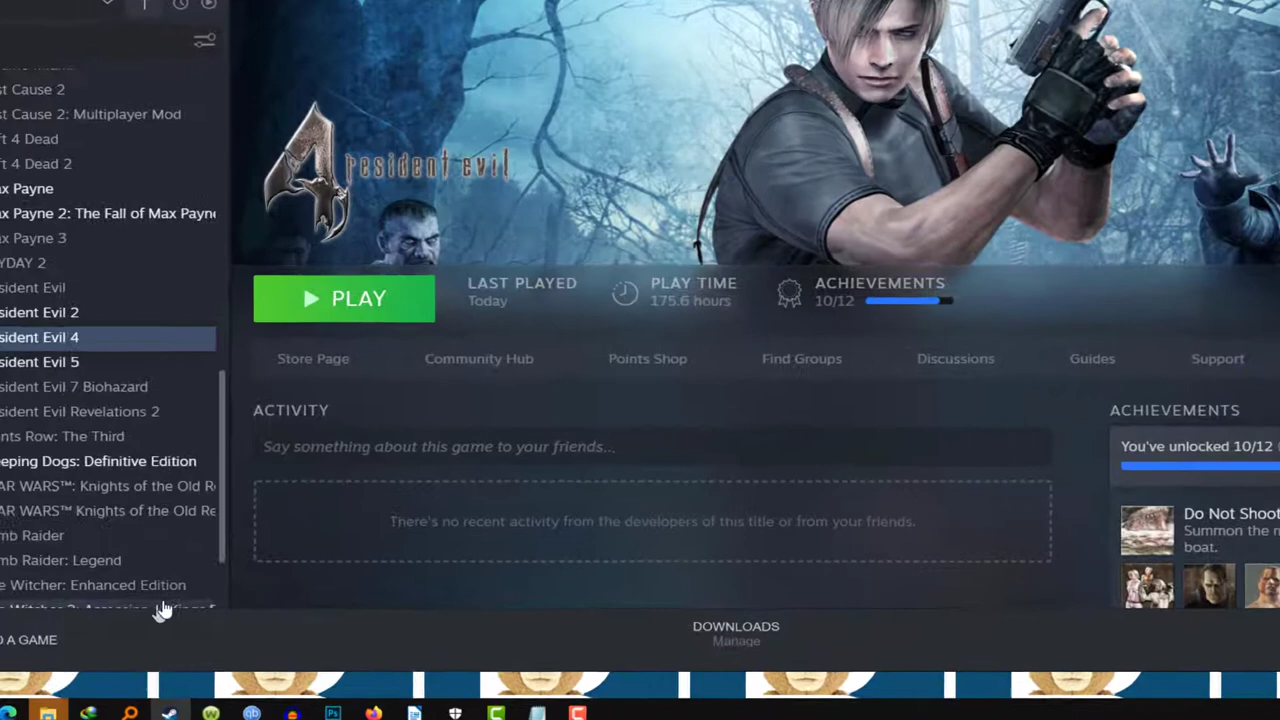 st Cause 2
st Cause 2: Multiplayer Mod
ft 4 Dead
ft 4 Dead 2
ax Payne
ax Payne 2: The Fall of Max Payne
ax Payne 3
YDAY 2
sident Evil
sident Evil 2
sident Evil 4
sident Evil 5
sident Evil 7 Biohazard
sident Evil Revelations 2
nts Row: The Third
eeping Dogs: Definitive Edition
AR WARS™: Knights of the Old R
AR WARS™ Knights of the Old Re
mb Raider
mb Raider: Legend
e Witcher: Enhanced Edition
D A GAME
4 resident evil
PLAY
LAST PLAYED
Today
PLAY TIME
175.6 hours
ACHIEVEMENTS
10/12
Store Page
Community Hub
Points Shop
Find Groups
Discussions
Guides
Support
ACTIVITY
Say something about this game to your friends...
There's no recent activity from the developers of this title or from your friends.
ACHIEVEMENTS
You've unlocked 10/12
Do Not Shoot
Summon the m
boat.
DOWNLOADS
Manage